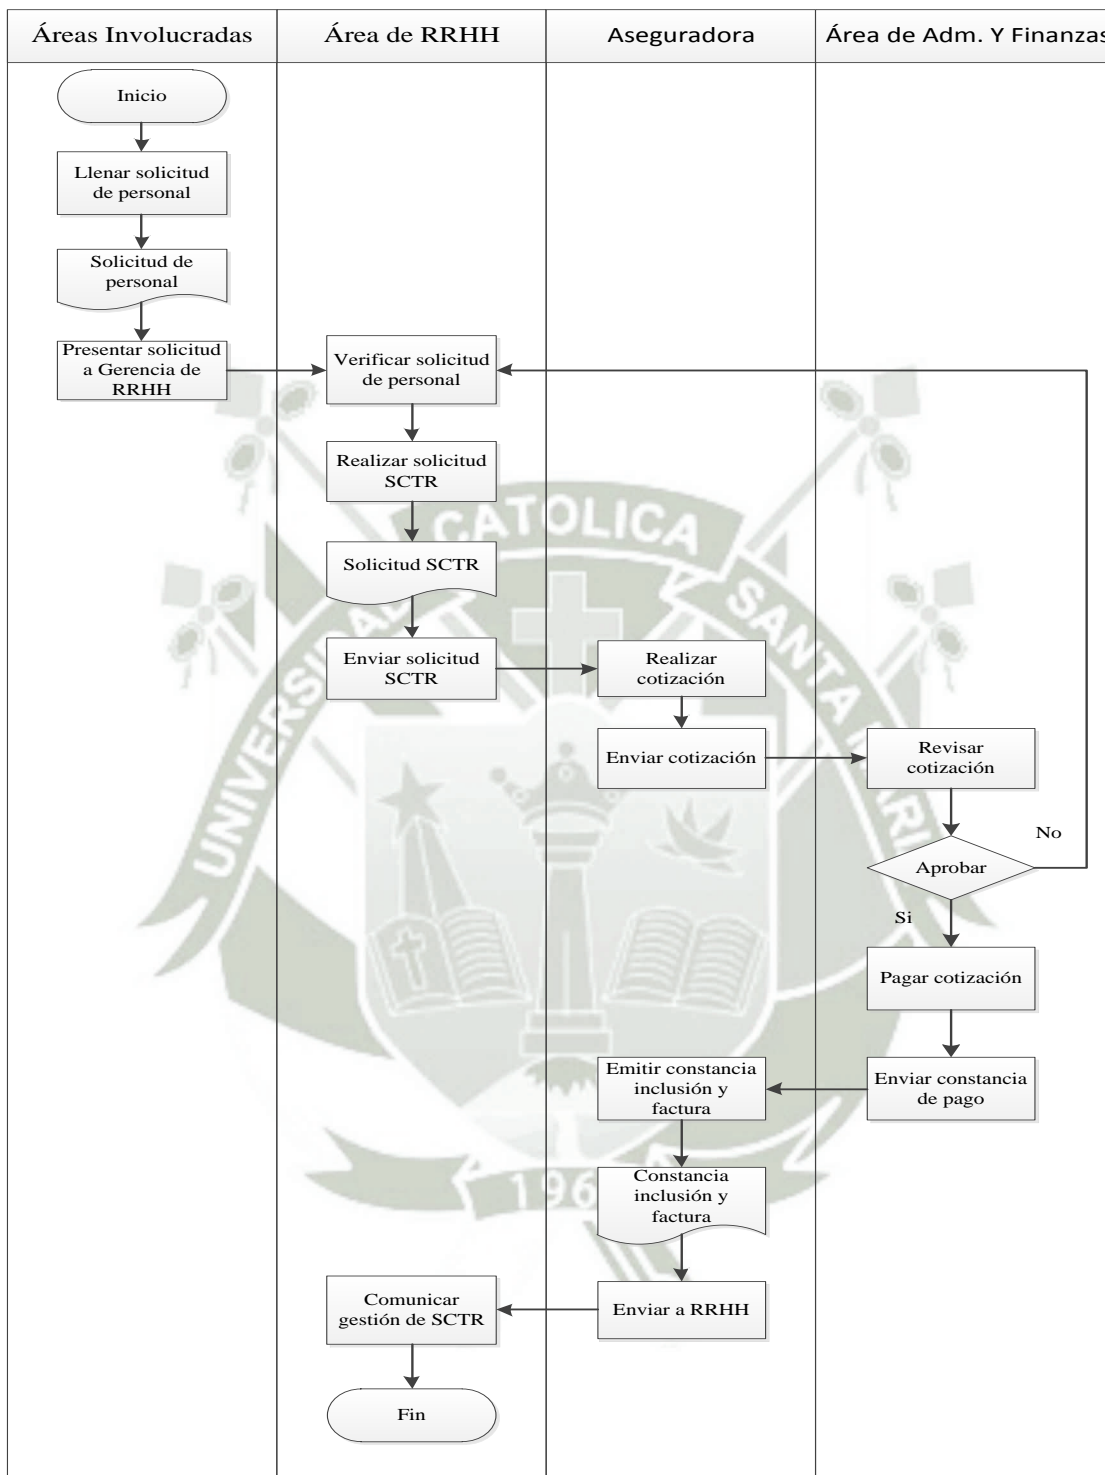 Áreas Involucradas
Área de RRHH
Aseguradora
Área de Adm. Y Finanzas
Inicio
Llenar solicitud
de personal
Solicitud de
personal
Presentar solicitud
a Gerencia de
RRHH
Verificar solicitud
de personal
Realizar solicitud
SCTR
Solicitud SCTR
Enviar solicitud
SCTR
Realizar
cotización
Enviar cotización
Revisar
cotización
Aprobar
No
Si
Pagar cotización
Enviar constancia
de pago
Emitir constancia
inclusión y
factura
Constancia
inclusión y
factura
Enviar a RRHH
Comunicar
gestión de SCTR
Fin
CATOLICA
SANTA